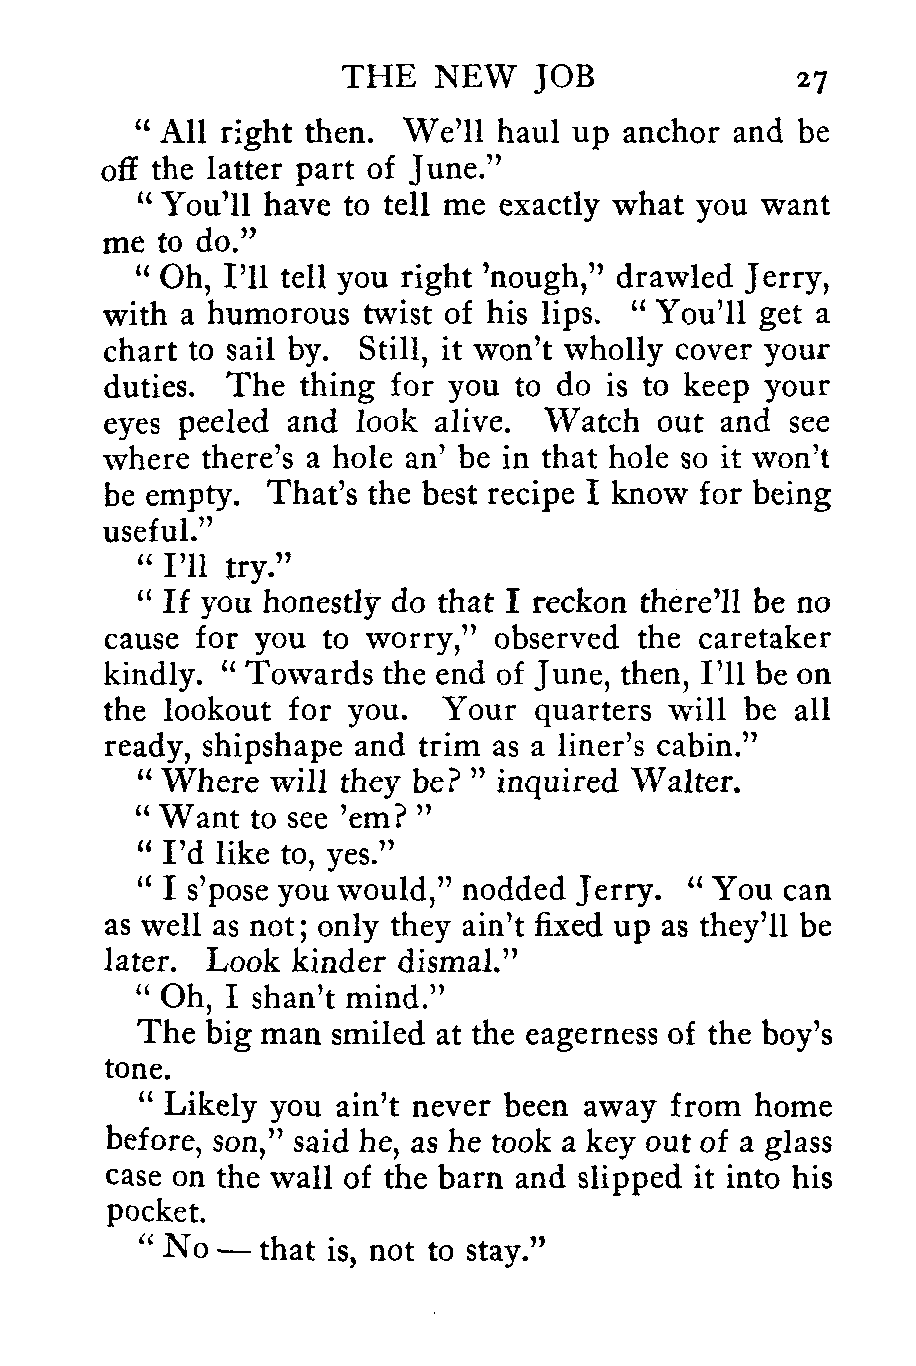 THE NEW JOB 27
“ All right then. We’ll haul up anchor and be
off the latter part of June.”
“ You’ll have to tell me exactly what you want
me to do.”
“ Oh, I’ll tell you right ’nough,” drawled Jerry,
with a humorous twist of his lips. “ You’ll get a
chart to sail by. Still, it won’t wholly cover your
duties. The thing for you to do is to keep your
eyes peeled and look alive. Watch out and see
where there’s a hole an’ be in that hole so it won’t
be empty. That’s the best recipe I know for being
useful.”
“ I’ll try.”
“ If you honestly do that I reckon there’ll be no
cause for you to worry,” observed the caretaker
kindly. “ Towards the end of June, then, I’ll be on
the lookout for you. Your quarters will be all
ready, shipshape and trim as a liner’s cabin.”
“ Where will they be? ” inquired Walter.
“ Want to see ’em? ”
“ I’d like to, yes.”
“ I s’pose you would,” nodded Jerry. “ You can
as well as not; only they ain’t fixed up as they’ll be
later. Look kinder dismal.”
“ Oh, I shan’t mind.”
The big man smiled at the eagerness of the boy’s
tone.
“ Likely you ain’t never been away from home
before, son,” said he, as he took a key out of a glass
case on the wall of the barn and slipped it into his
pocket.
“ No — that is, not to stay.”